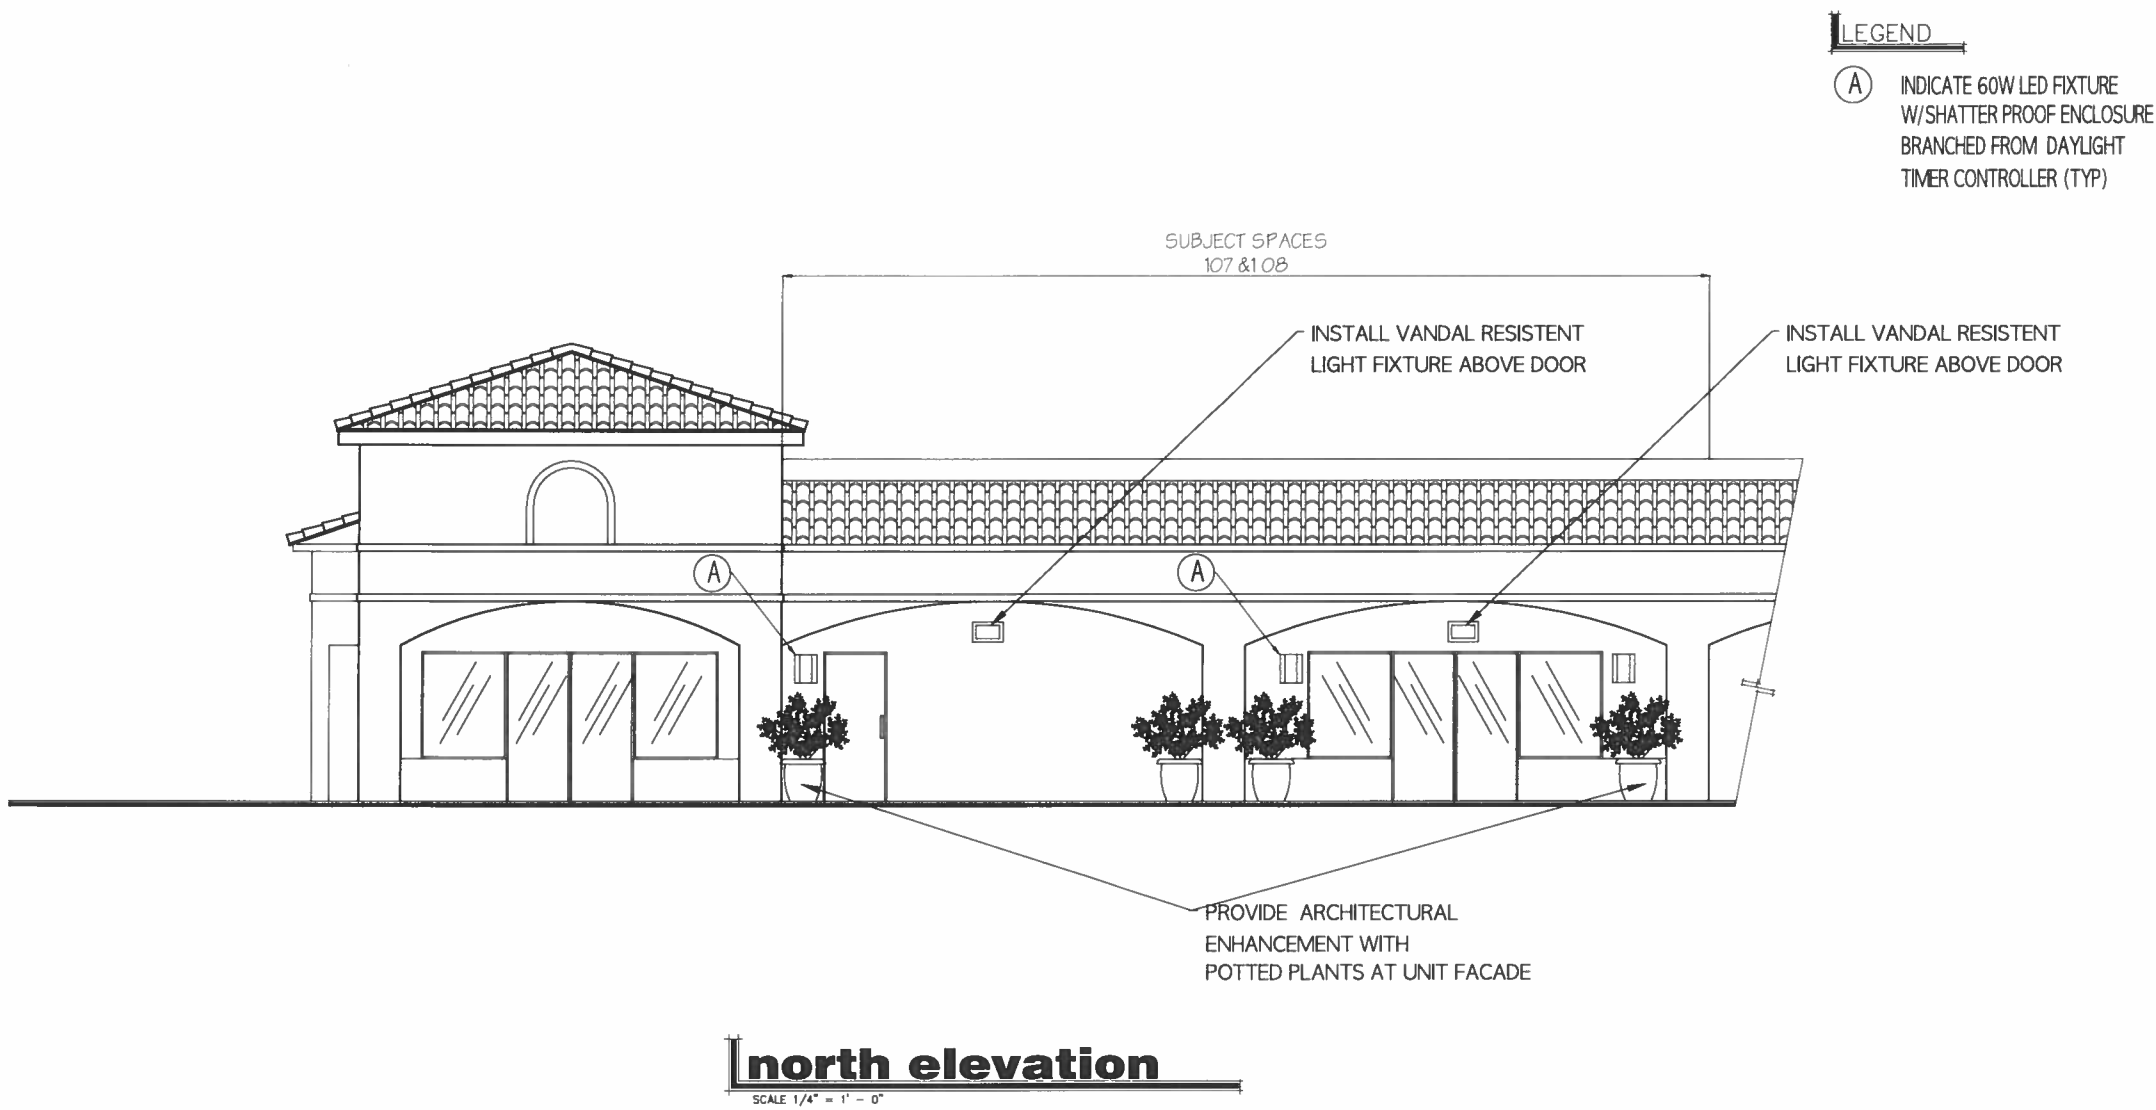 LEGEND
A
INDICATE 60W LED FIXTURE
W/SHATTER PROOF ENCLOSURE
BRANCHED FROM DAYLIGHT
TIMER CONTROLLER (TYP)
SUBJECT SPACES
107 &108
INSTALL VANDAL RESISTENT
LIGHT FIXTURE ABOVE DOOR
INSTALL VANDAL RESISTENT
LIGHT FIXTURE ABOVE DOOR
A
A
PROVIDE ARCHITECTURAL
ENHANCEMENT WITH
POTTED PLANTS AT UNIT FACADE
north elevation
SCALE 1/4" = 1' - 0"